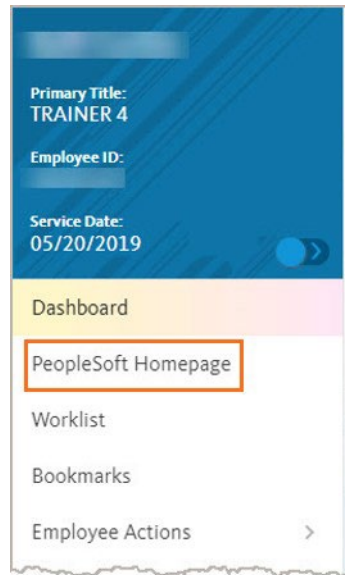 Primary Title:
TRAINER 4
Employee ID:
Service Date:
05/20/2019
Dashboard
PeopleSoft Homepage
Worklist
Bookmarks
Employee Actions